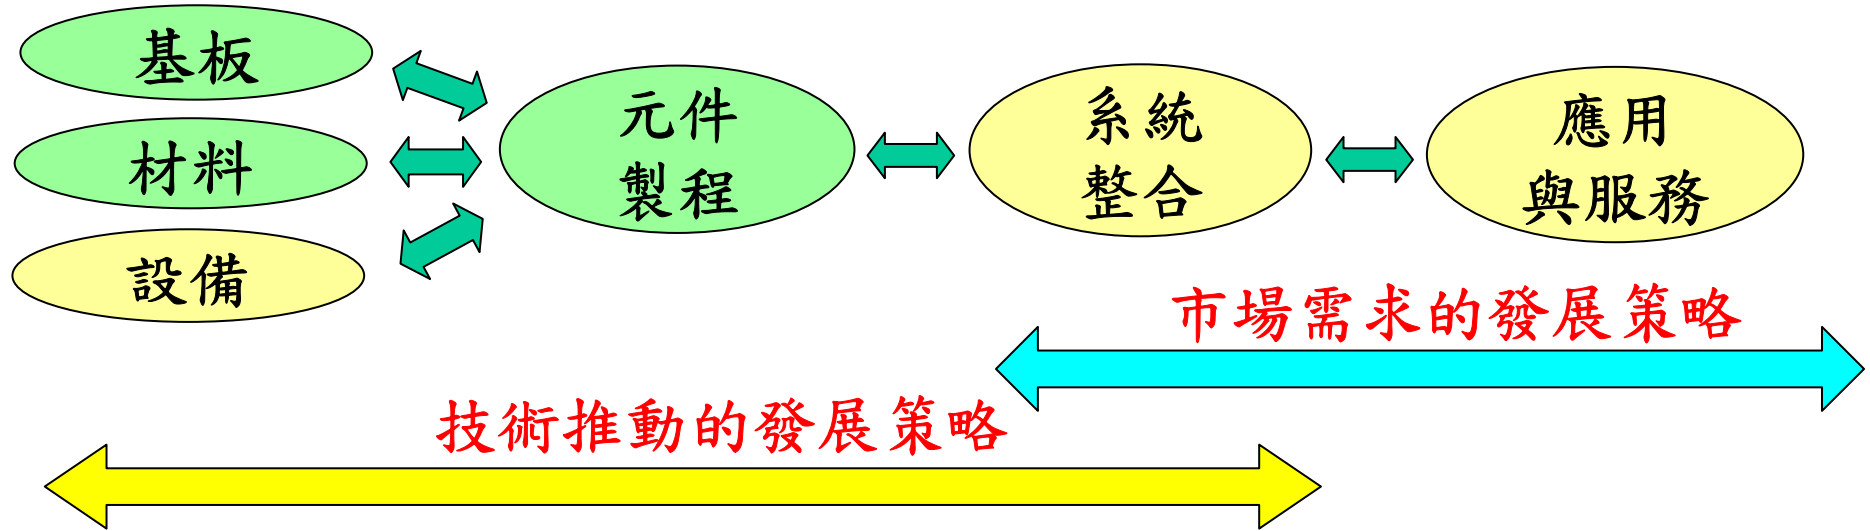 基板
材料
設備
元件
製程
系統
整合
應用
與服務
市場需求的發展策略
技術推動的發展策略